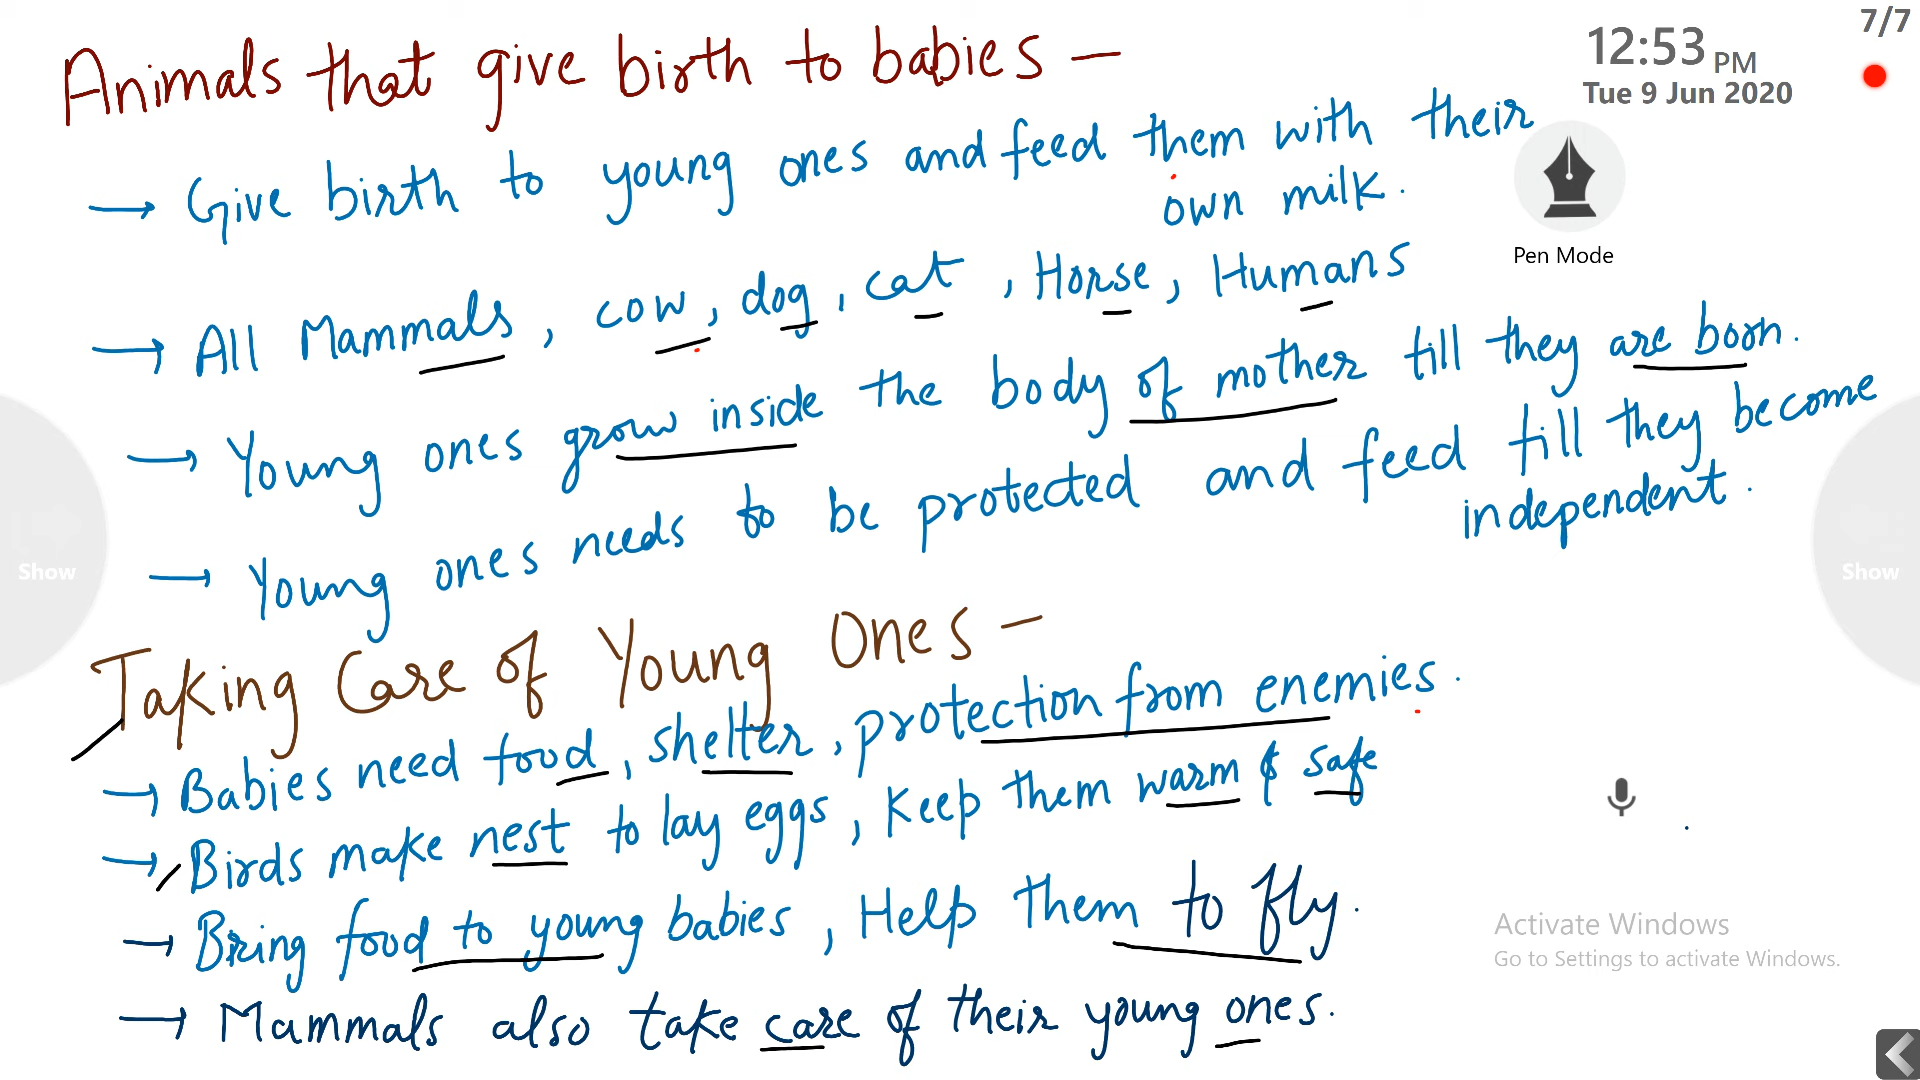 7/7
12:53 PM
Tue 9 Jun 2020
Animals that give birth to babies —
→ Give birth to young ones and feed them with their
own milk.
Pen Mode
→ All Mammals, cow, dog, cat, Horse, Humans
→ Young ones grow inside the body of mother till they are born.
→ Young ones needs to be protected and feed till they become
independent.
Show
Show
Taking Care of Young Ones —
→ Babies need food, shelter, protection from enemies.
→ Birds make nest to lay eggs, Keep them warm & safe
→ Bring food to young babies, Help them to fly.
Activate Windows
Go to Settings to activate Windows.
→ Mammals also take care of their young ones.